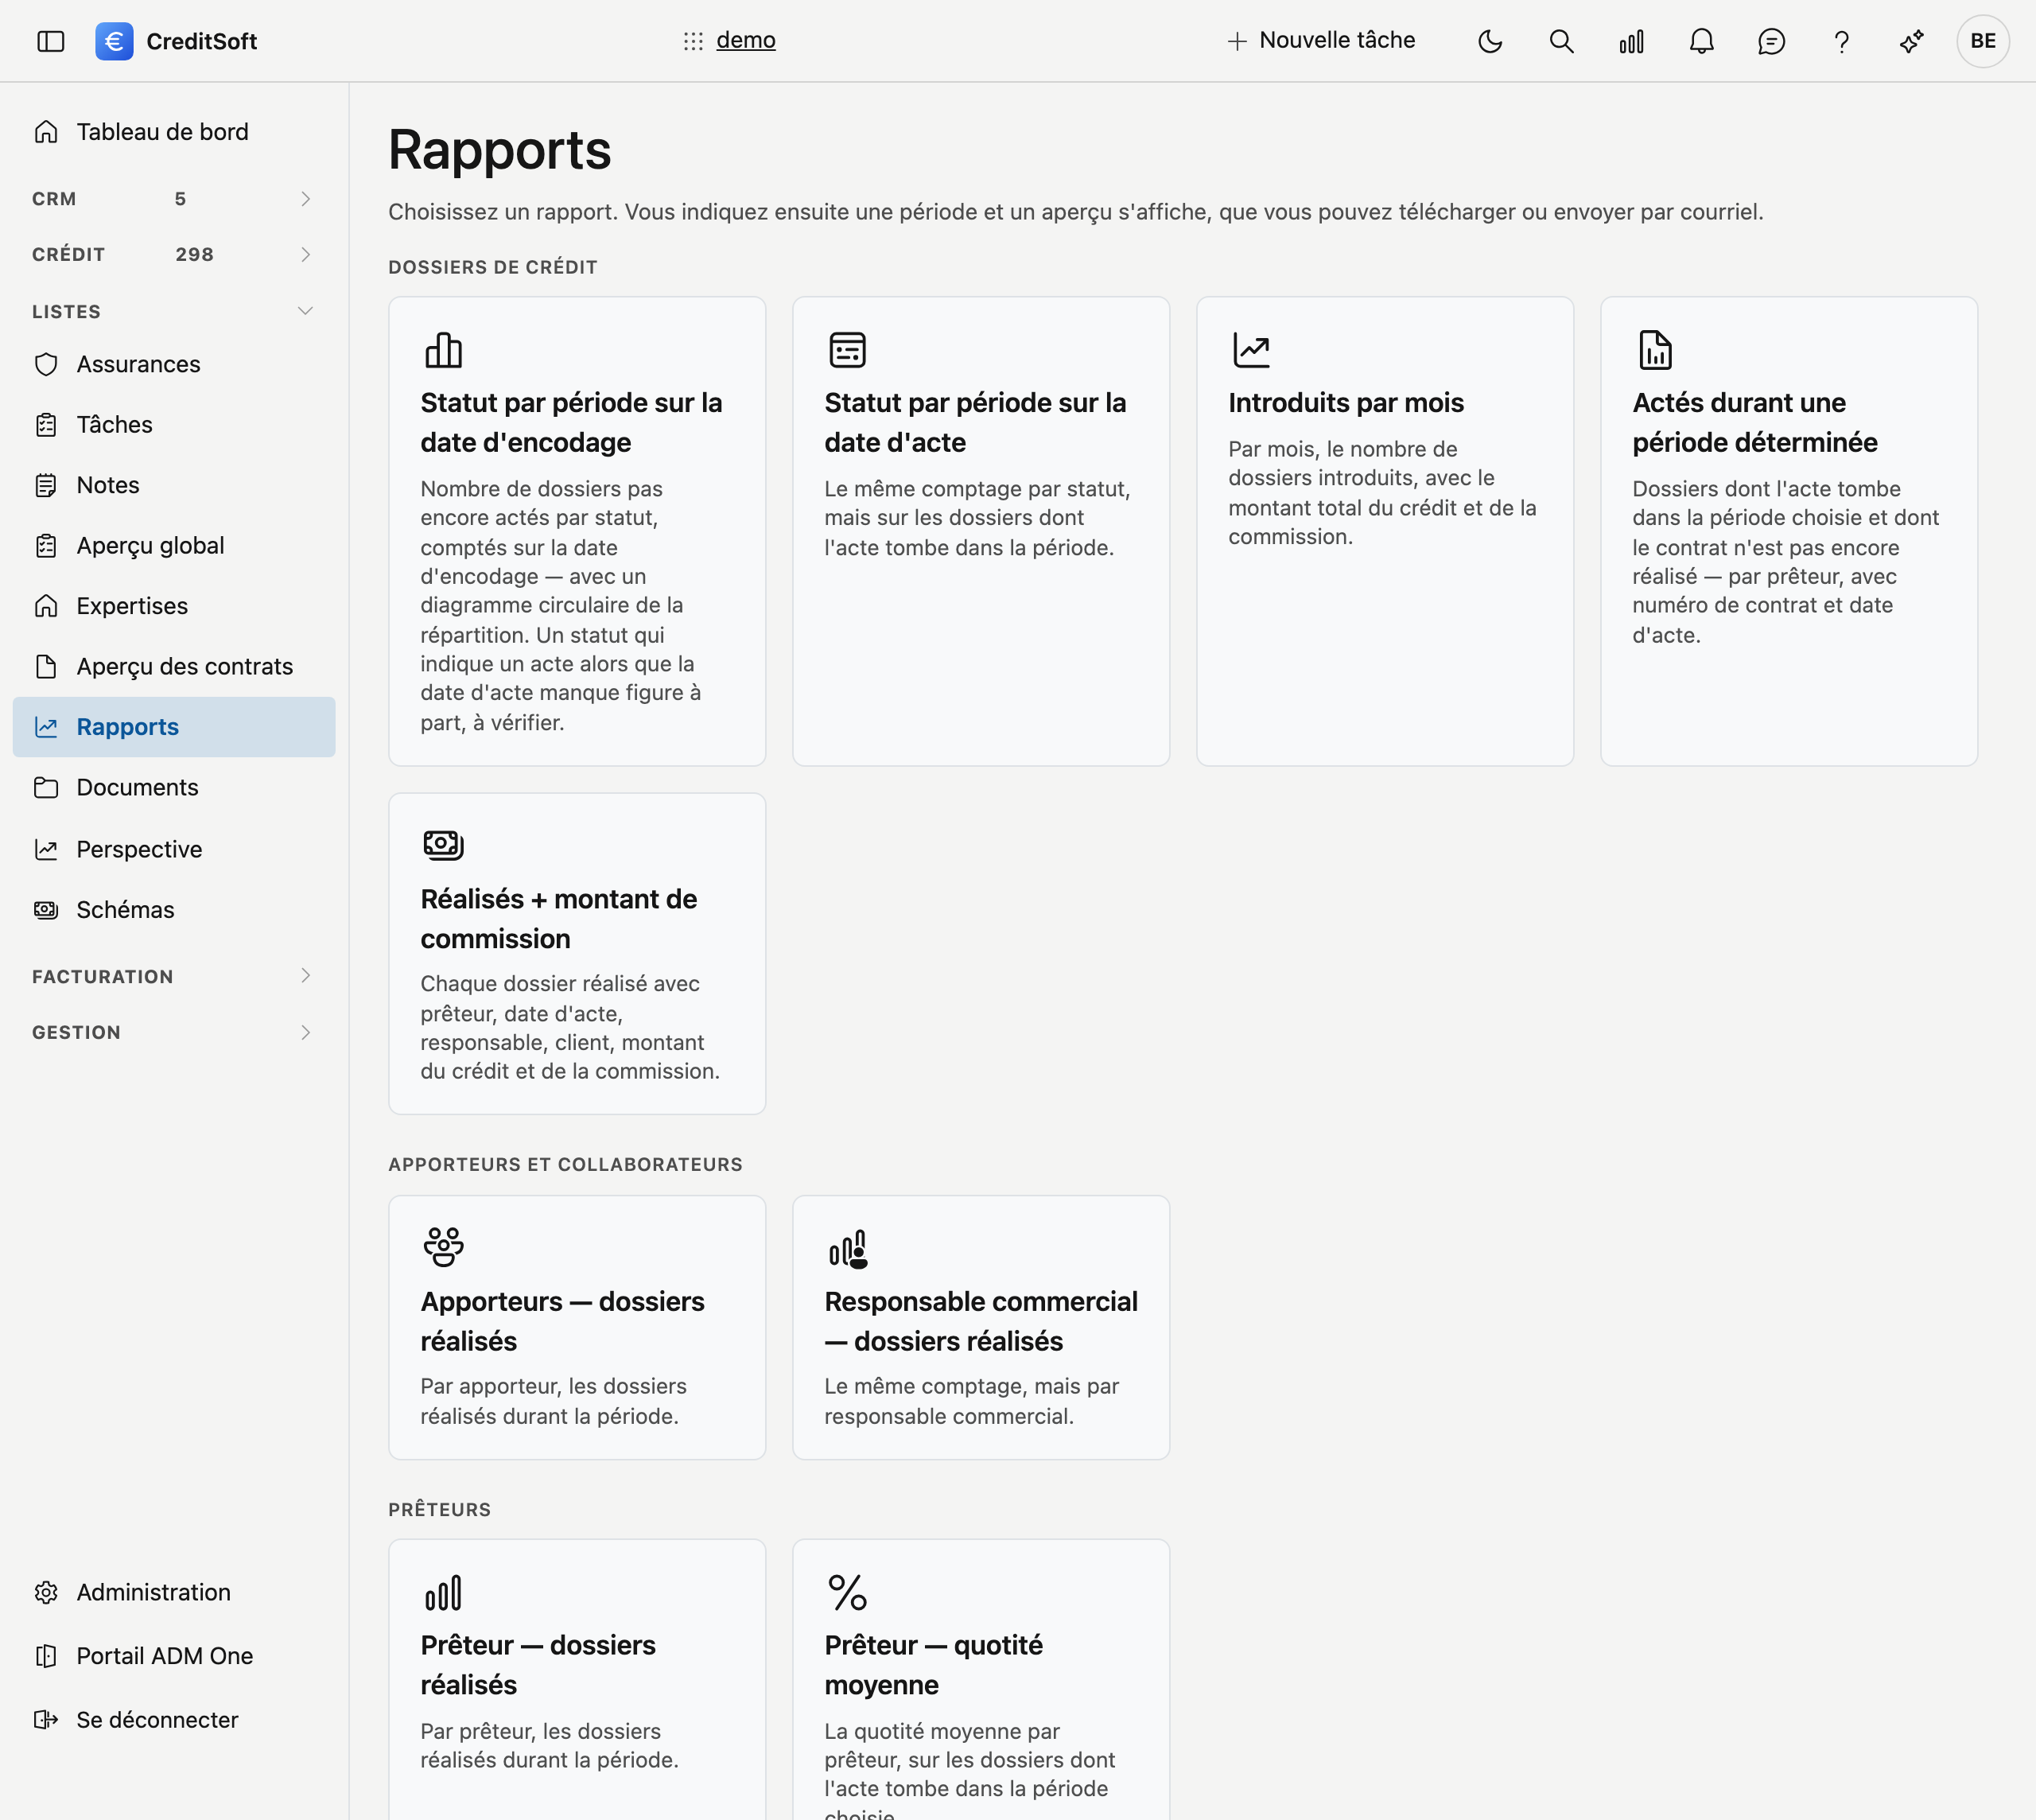 CreditSoft
demo
Nouvelle tâche
BE
Tableau de bord
CRM 5
CRÉDIT 298
LISTES
Assurances
Tâches
Notes
Aperçu global
Expertises
Aperçu des contrats
Rapports
Documents
Perspective
Schémas
FACTURATION
GESTION
Administration
Portail ADM One
Se déconnecter
Rapports
Choisissez un rapport. Vous indiquez ensuite une période et un aperçu s'affiche, que vous pouvez télécharger ou envoyer par courriel.
DOSSIERS DE CRÉDIT
Statut par période sur la
date d'encodage
Nombre de dossiers pas
encore actés par statut,
comptés sur la date
d'encodage — avec un
diagramme circulaire de la
répartition. Un statut qui
indique un acte alors que la
date d'acte manque figure à
part, à vérifier.
Statut par période sur la
date d'acte
Le même comptage par statut,
mais sur les dossiers dont
l'acte tombe dans la période.
Introduits par mois
Par mois, le nombre de
dossiers introduits, avec le
montant total du crédit et de la
commission.
Actés durant une
période déterminée
Dossiers dont l'acte tombe
dans la période choisie et dont
le contrat n'est pas encore
réalisé — par prêteur, avec
numéro de contrat et date
d'acte.
Réalisés + montant de
commission
Chaque dossier réalisé avec
prêteur, date d'acte,
responsable, client, montant
du crédit et de la commission.
APPORTEURS ET COLLABORATEURS
Apporteurs — dossiers
réalisés
Par apporteur, les dossiers
réalisés durant la période.
Responsable commercial
— dossiers réalisés
Le même comptage, mais par
responsable commercial.
PRÊTEURS
Prêteur — dossiers
réalisés
Par prêteur, les dossiers
réalisés durant la période.
Prêteur — quotité
moyenne
La quotité moyenne par
prêteur, sur les dossiers dont
l'acte tombe dans la période
choisie.